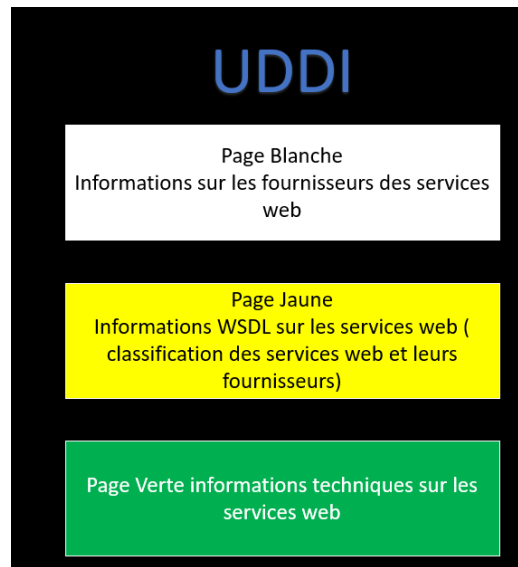 UDDI
Page Blanche
Informations sur les fournisseurs des services
web
Page Jaune
Informations WSDL sur les services web (
classification des services web et leurs
fournisseurs)
Page Verte informations techniques sur les
services web